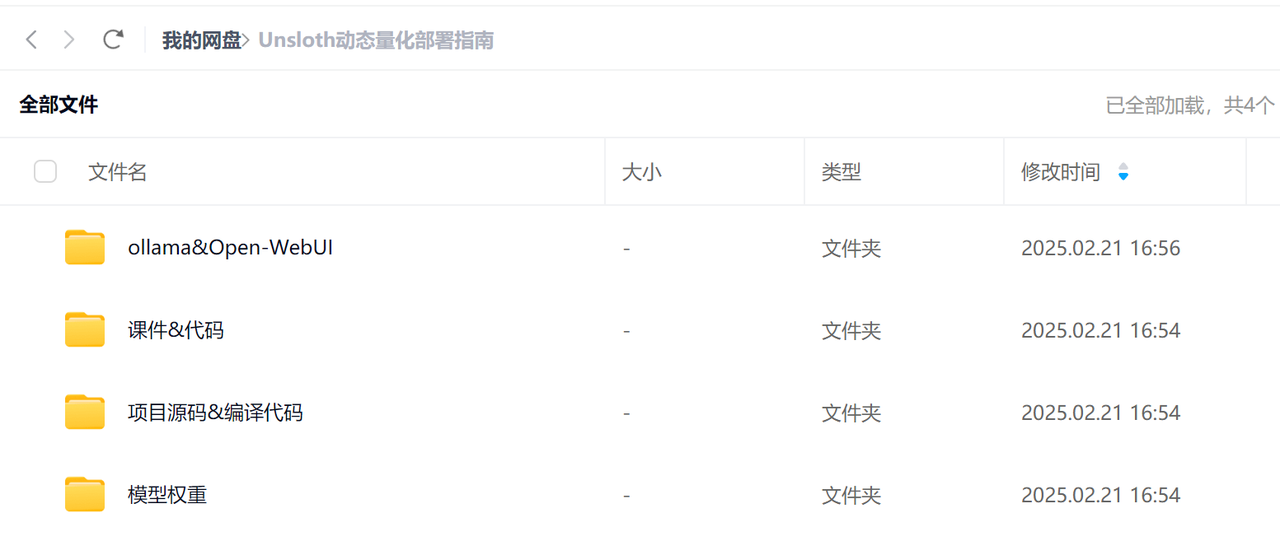 我的网盘> Unsloth动态量化部署指南
全部文件 已全部加载，共4个
文件名 大小 类型 修改时间
ollama&Open-WebUI - 文件夹 2025.02.21 16:56
课件&代码 - 文件夹 2025.02.21 16:54
项目源码&编译代码 - 文件夹 2025.02.21 16:54
模型权重 - 文件夹 2025.02.21 16:54